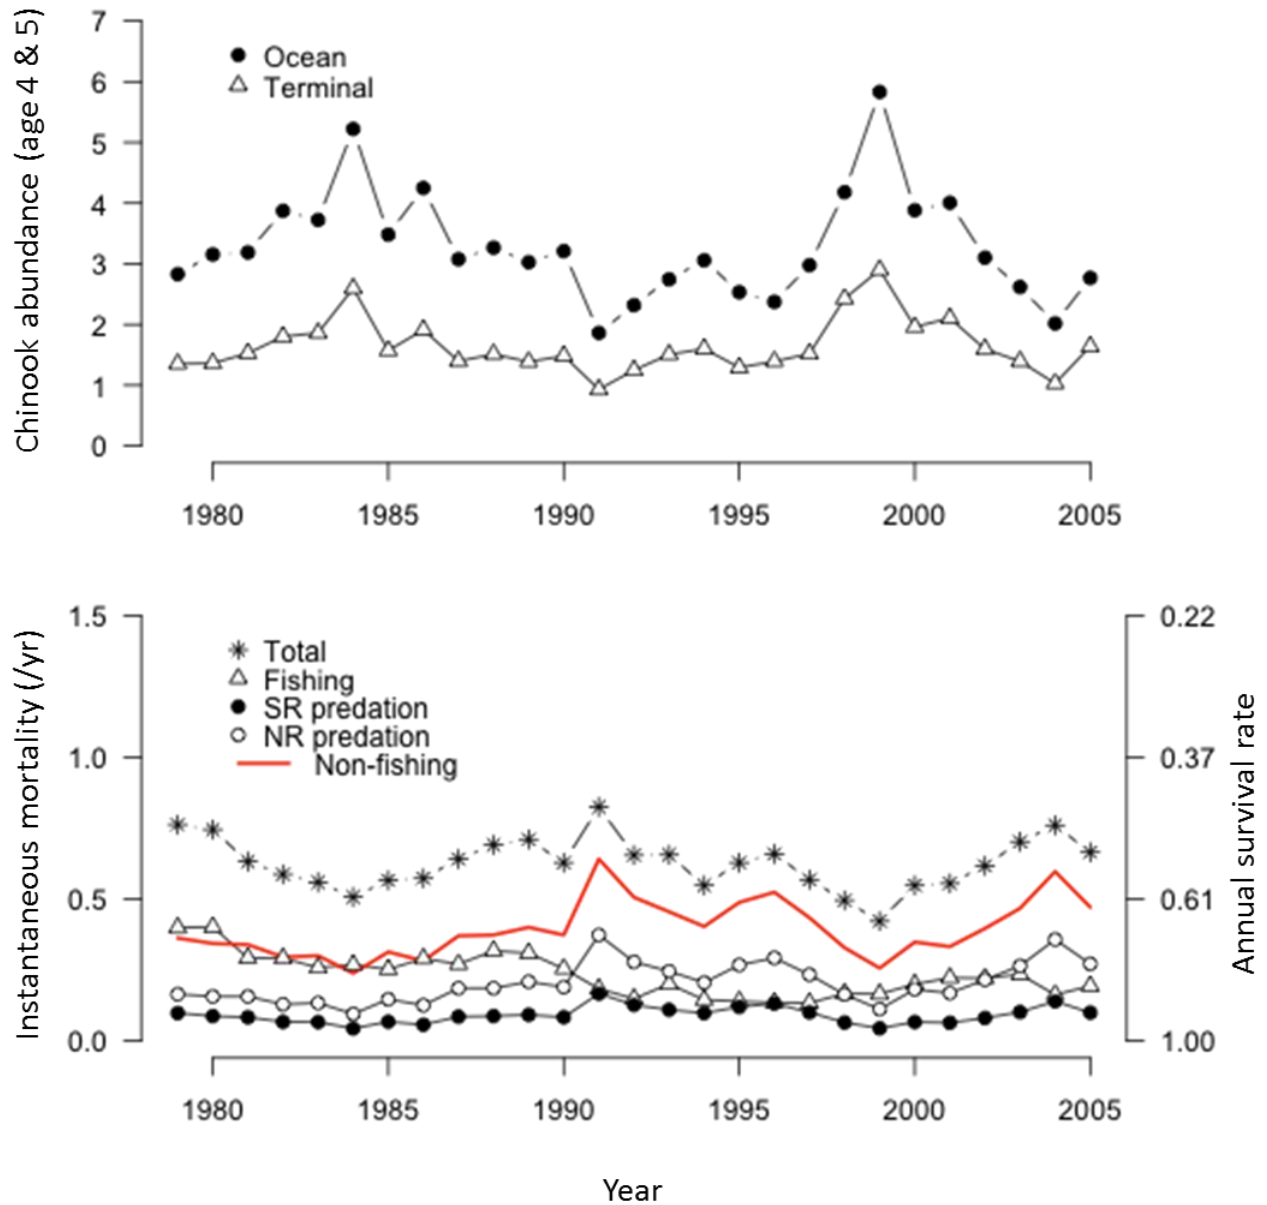 Chinook abundance (age 4 & 5)
7
6
5
4
3
2
1
0
Ocean
Terminal
1980 1985 1990 1995 2000 2005
Instantaneous mortality (/yr)
1.5
1.0
0.5
0.0
Total
Fishing
SR predation
NR predation
Non-fishing
0.22
0.37
0.61
1.00
Annual survival rate
1980 1985 1990 1995 2000 2005
Year